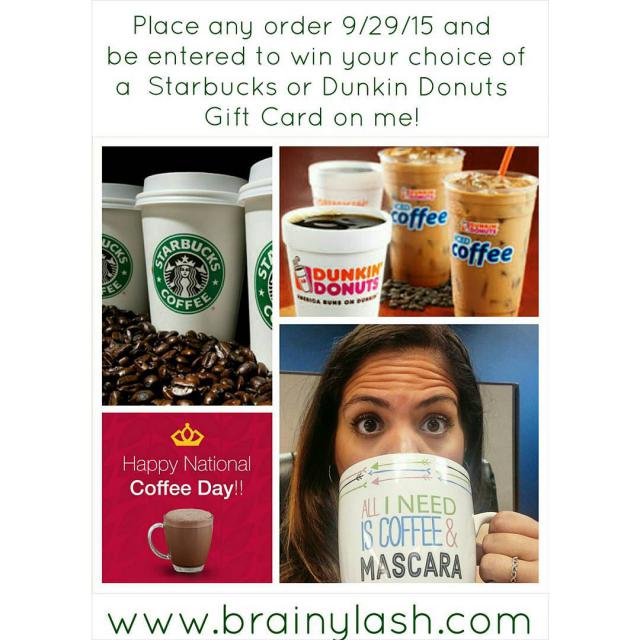 Place any order 9/29/15 and
be entered to win your choice of
a Starbucks or Dunkin Donuts
Gift Card on me!
STARBUCKS
COFFEE
DUNKIN'
DONUTS
AMERICA RUNS ON DUNKIN'
ICED
coffee
DUNKIN'
DONUTS
ICED
coffee
Happy National
Coffee Day!!
ALL I NEED
IS COFFEE &
MASCARA
www.brainylash.com